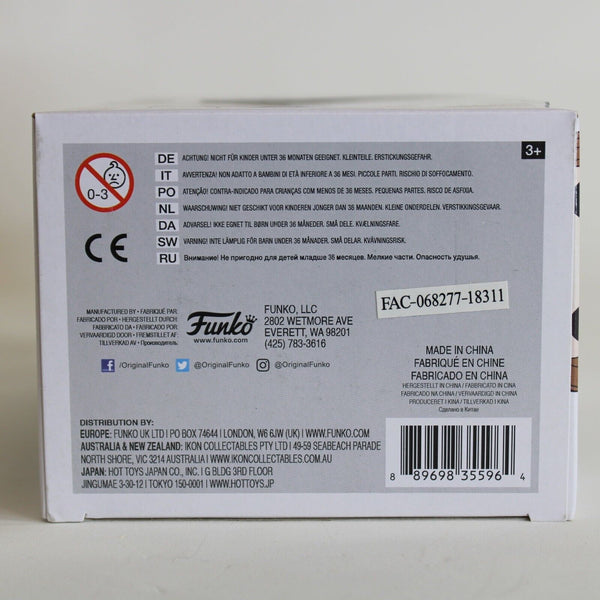 3+
0-3
DE ACHTUNG! NICHT FÜR KINDER UNTER 36 MONATEN GEEIGNET. KLEINTEILE. ERSTICKUNGSGEFAHR.
IT AVVERTENZA! NON ADATTO A BAMBINI DI ETÀ INFERIORE A 36 MESI. PICCOLE PARTI. RISCHIO DI SOFFOCAMENTO.
PO ATENÇÃO! CONTRA-INDICADO PARA CRIANÇAS COM MENOS DE 36 MESES. PEQUENAS PARTES. RISCO DE ASFIXIA.
NL WAARSCHUWING! NIET GESCHIKT VOOR KINDEREN JONGER DAN 36 MAANDEN. KLEINE ONDERDELEN. VERSTIKKINGSGEVAAR.
DA ADVARSEL! IKKE EGNET TIL BØRN UNDER 36 MÅNEDER. SMÅ DELE. KVÆLNINGSFARE.
SW VARNING! INTE LÄMPLIG FÖR BARN UNDER 36 MÅNADER. SMÅ DELAR. KVÄVNINGSRISK.
RU Внимание! Не пригодно для детей младше 36 месяцев. Мелкие части. Опасность удушья.
CE
MANUFACTURED BY • FABRIQUÉ PAR:
FABRICADO POR • HERGESTELLT DURCH:
FABBRICATO DA • FABRICADO POR:
VERVAARDIGD DOOR • FREMSTILLET AF:
TILLVERKAD AV • Производитель:
Funko
www.funko.com
FUNKO, LLC
2802 WETMORE AVE
EVERETT, WA 98201
(425) 783-3616
FAC-068277-18311
f /OriginalFunko @OriginalFunko @OriginalFunko
MADE IN CHINA
FABRIQUÉ EN CHINE
FABRICADO EN CHINA
HERGESTELLT IN CHINA / FABBRICATO IN CINA
FABRICADO NA CHINA / VERVAARDIGD IN CHINA
PRODUCERET I KINA / TILLVERKAD I KINA
Сделано в Китае
DISTRIBUTION BY:
EUROPE: FUNKO UK LTD | PO BOX 74644 | LONDON, W6 6JW (UK) | WWW.FUNKO.COM
AUSTRALIA & NEW ZEALAND: IKON COLLECTABLES PTY LTD | 49-59 SEABEACH PARADE
NORTH SHORE, VIC 3214 AUSTRALIA | WWW.IKONCOLLECTABLES.COM.AU
JAPAN: HOT TOYS JAPAN CO., INC. | G BLDG 3RD FLOOR
JINGUMAE 3-30-12 | TOKYO 150-0001 | WWW.HOTTOYS.JP
8 89698 35596 4